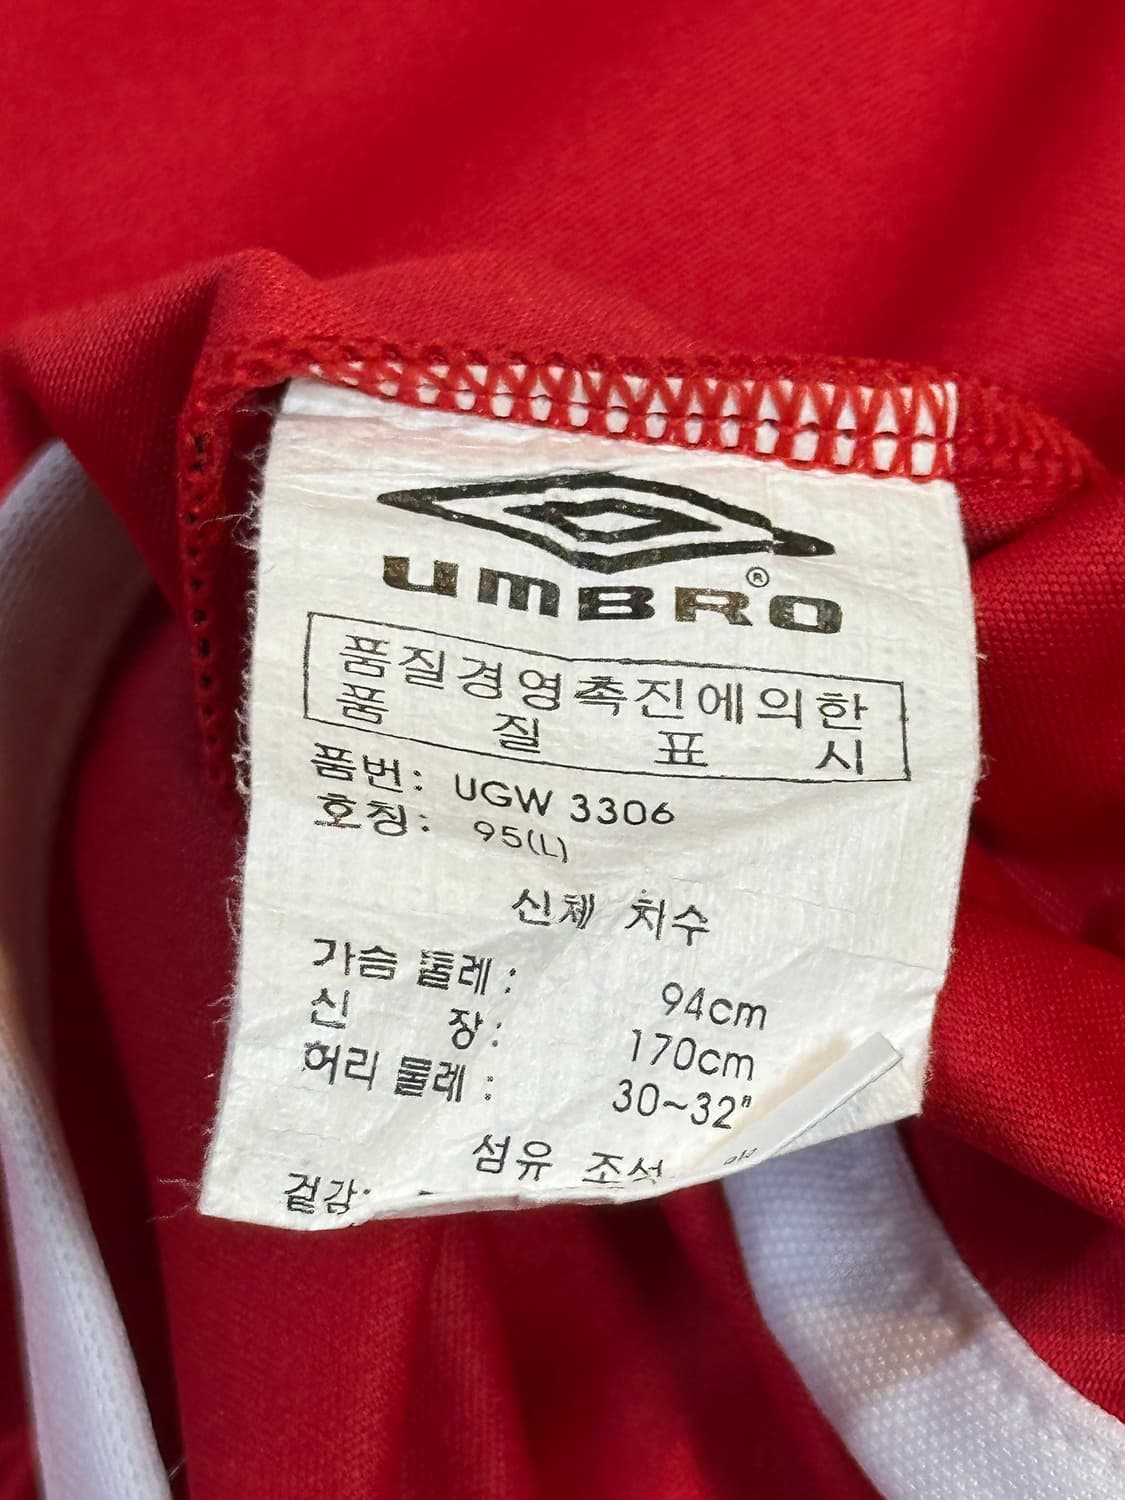 UMBRO®
품질경영촉진에의한
품 질 표 시
품번: UGW 3306
호칭: 95(L)
신체 치수
가슴 둘레: 94cm
신 장: 170cm
허리 둘레: 30~32"
섬유 조성
겉감: